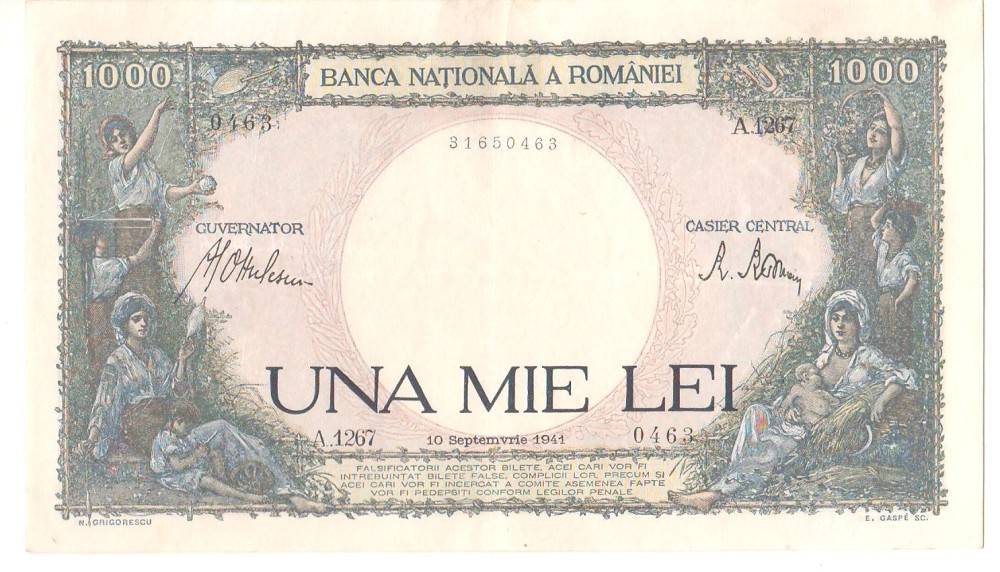 1000
BANCA NAȚIONALĂ A ROMÂNIEI
1000
0463
A.1267
31650463
GUVERNATOR
CASIER CENTRAL
UNA MIE LEI
A.1267
10 Septemvrie 1941
0463
FALSIFICATORII ACESTOR BILETE, ACEI CARI VOR FI
INTREBUINȚAT BILETE FALSE, COMPLICII LOR, PRECUM ȘI
ACEI CARI VOR FI INCERCAT A COMITE ASEMENEA FAPTE
VOR FI PEDEPSIȚI CONFORM LEGILOR PENALE
N. GRIGORESCU
E. GASPÉ SC.